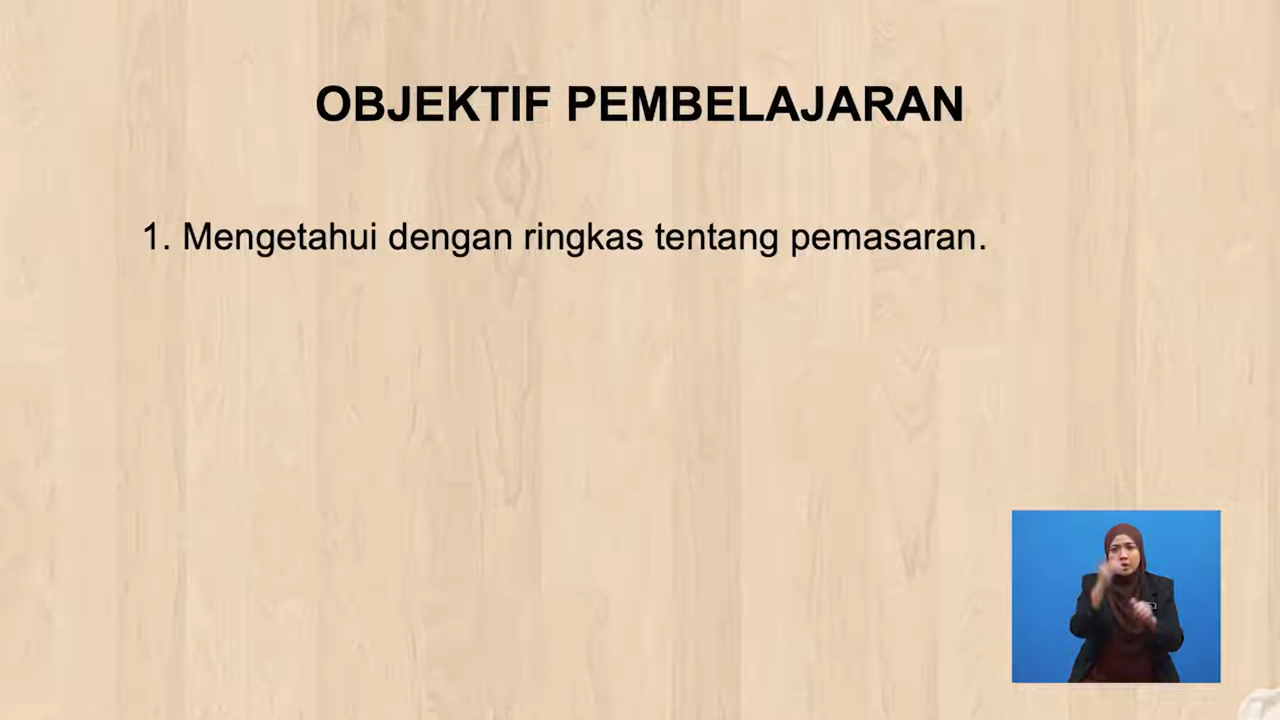 OBJEKTIF PEMBELAJARAN
1. Mengetahui dengan ringkas tentang pemasaran.